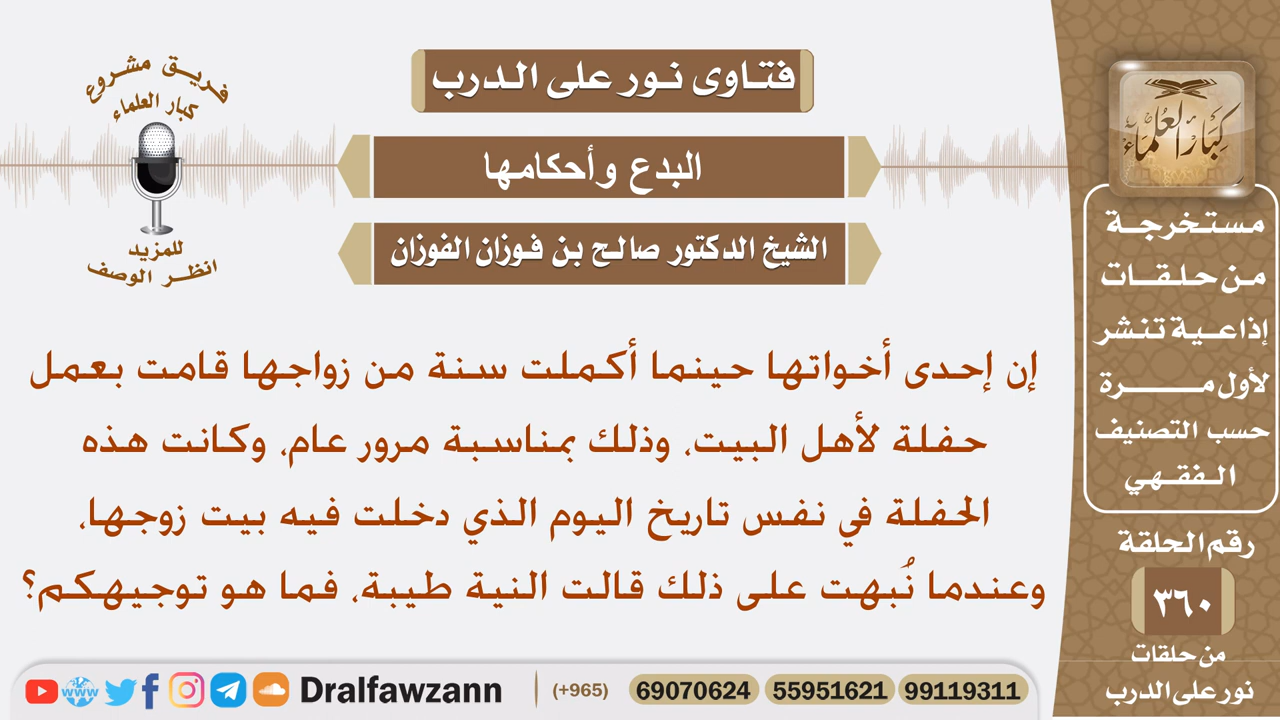 فريق مشروع
كبار العلماء
للمزيد
انظر الوصف
فتاوى نور على الدرب
البدع وأحكامها
الشيخ الدكتور صالح بن فوزان الفوزان
إن إحدى أخواتها حينما أكملت سنة من زواجها قامت بعمل
حفلة لأهل البيت، وذلك بمناسبة مرور عام، وكانت هذه
الحفلة في نفس تاريخ اليوم الذي دخلت فيه بيت زوجها،
وعندما نُبهت على ذلك قالت النية طيبة، فما هو توجيهكم؟
كبار العلماء
مستخرجة
من حلقات
إذاعية تنشر
لأول مرة
حسب التصنيف
الفقهي
رقم الحلقة
٣٦٠
من حلقات
نور على الدرب
www
Dralfawzann
(+965)
69070624
55951621
99119311